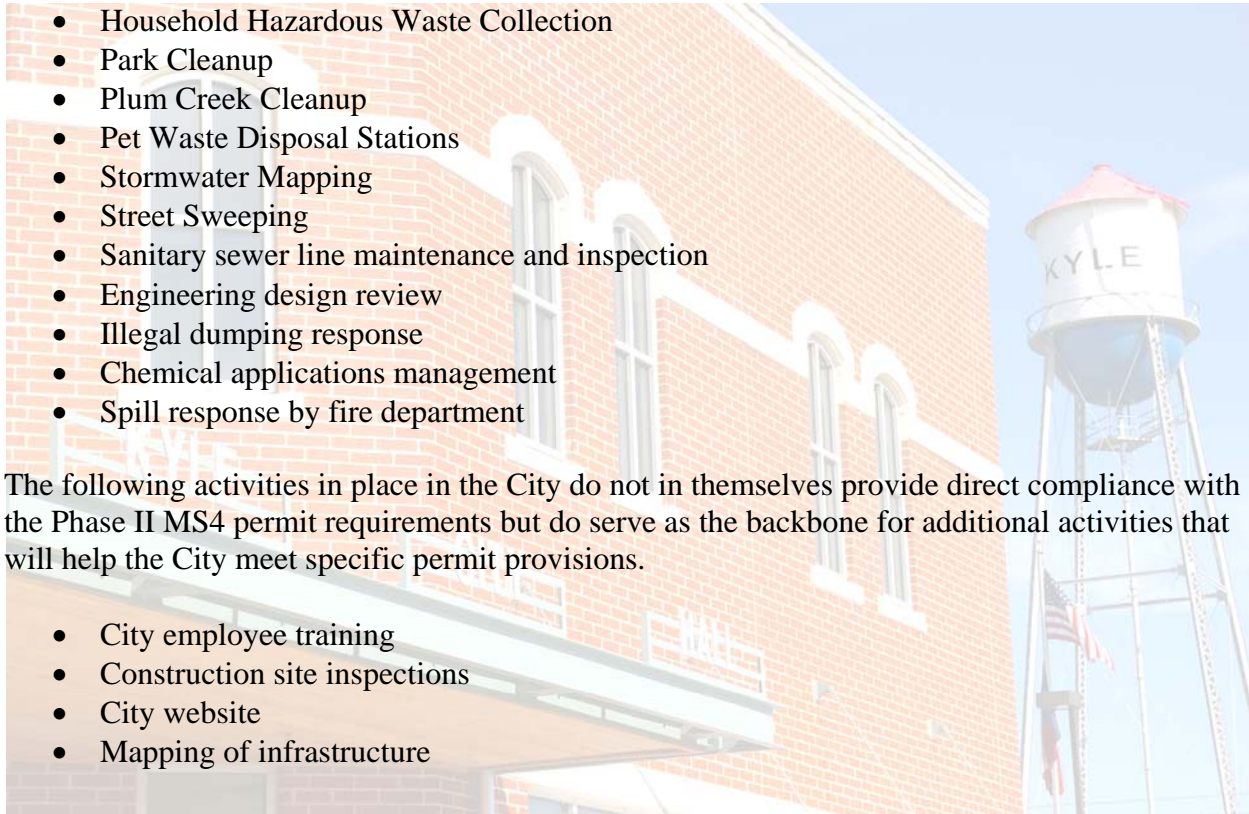 • Household Hazardous Waste Collection
• Park Cleanup
• Plum Creek Cleanup
• Pet Waste Disposal Stations
• Stormwater Mapping
• Street Sweeping
• Sanitary sewer line maintenance and inspection
• Engineering design review
• Illegal dumping response
• Chemical applications management
• Spill response by fire department
KYLE
KYLE
The following activities in place in the City do not in themselves provide direct compliance with
the Phase II MS4 permit requirements but do serve as the backbone for additional activities that
will help the City meet specific permit provisions.
HALL
• City employee training
• Construction site inspections
• City website
• Mapping of infrastructure